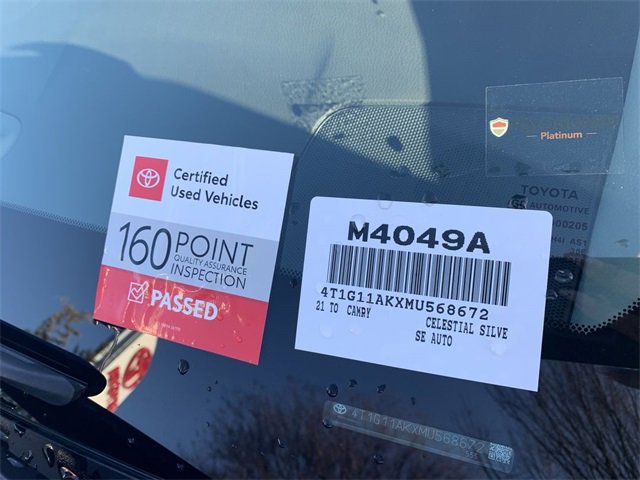 Platinum
TOYOTA
AUTOMOTIVE
Certified
Used Vehicles
160 POINT
QUALITY ASSURANCE
INSPECTION
PASSED
M4049A
4T1G11AKXMU568672
21 TO CAMRY
CELESTIAL SILVE
SE AUTO
4T1G11AKXMU568672